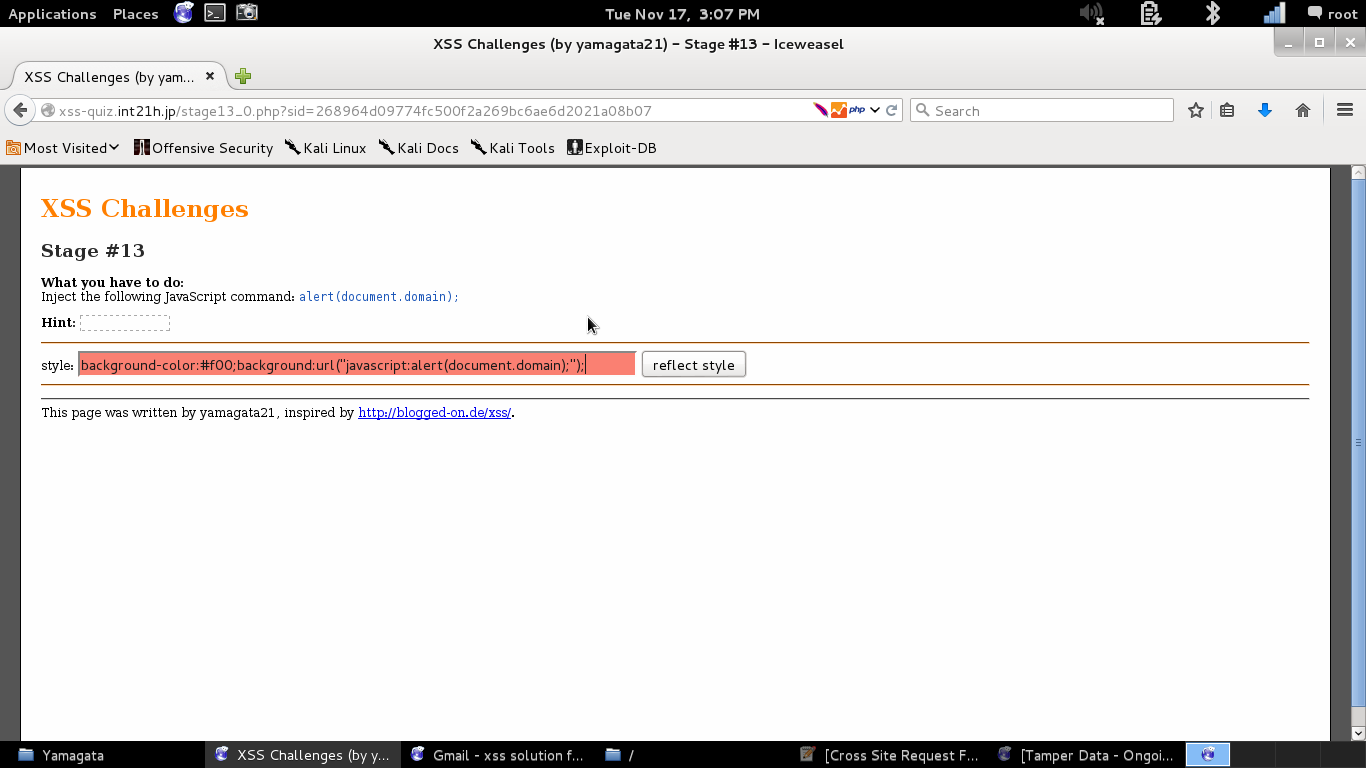 Applications Places Tue Nov 17, 3:07 PM root
XSS Challenges (by yamagata21) - Stage #13 - Iceweasel
XSS Challenges (by yam...
xss-quiz.int21h.jp/stage13_0.php?sid=268964d09774fc500f2a269bc6ae6d2021a08b07 php Search
Most Visited Offensive Security Kali Linux Kali Docs Kali Tools Exploit-DB
XSS Challenges
Stage #13
What you have to do:
Inject the following JavaScript command: alert(document.domain);
Hint:
style: background-color:#f00;background:url("javascript:alert(document.domain);"); reflect style
This page was written by yamagata21, inspired by http://blogged-on.de/xss/.
Yamagata XSS Challenges (by y... Gmail - xss solution f... / [Cross Site Request F... [Tamper Data - Ongoi...